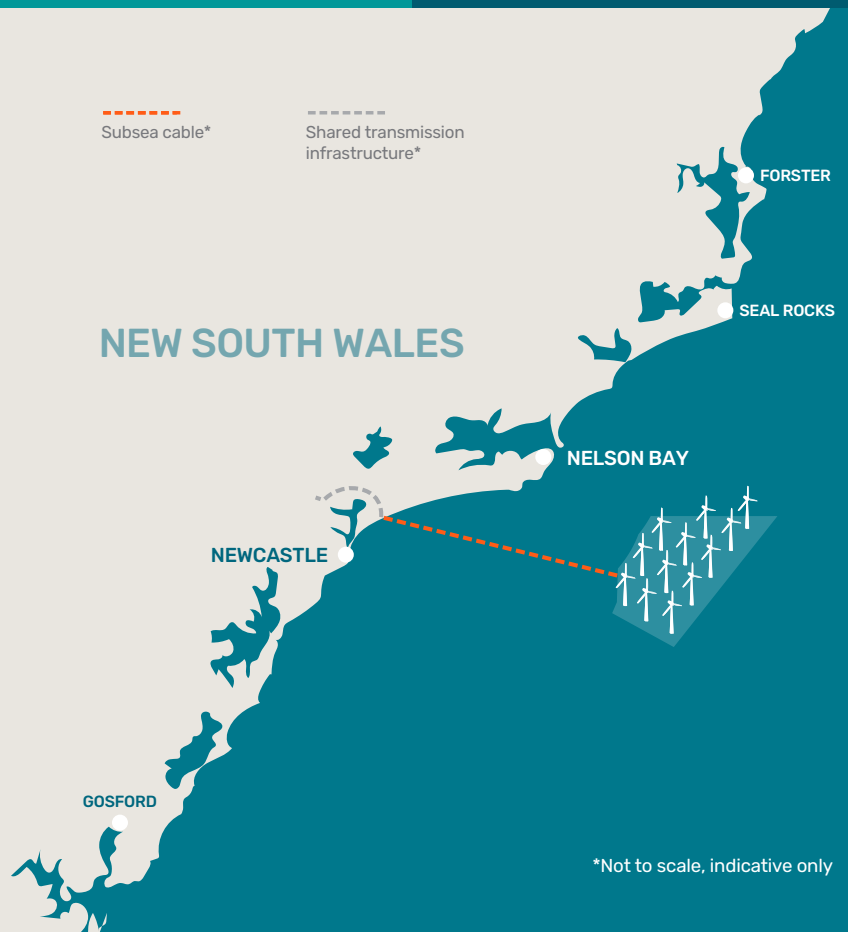 Subsea cable*
Shared transmission
infrastructure*
FORSTER
SEAL ROCKS
NEW SOUTH WALES
NELSON BAY
NEWCASTLE
GOSFORD
*Not to scale, indicative only